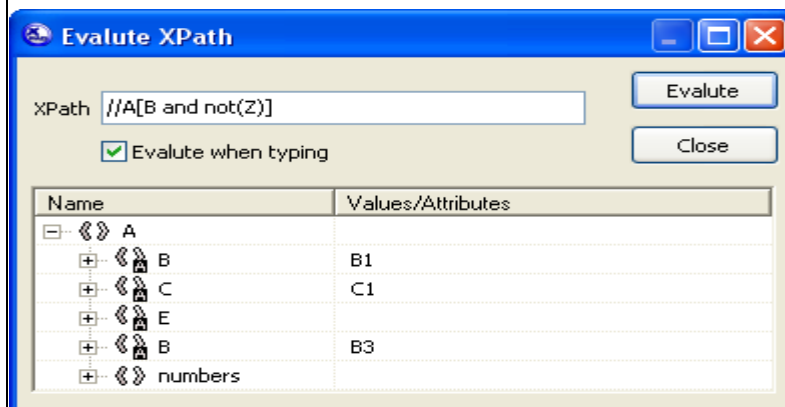 Evalute XPath
XPath //A[B and not(Z)] Evalute
Evalute when typing Close
Name Values/Attributes
A
B B1
C C1
E
B B3
numbers